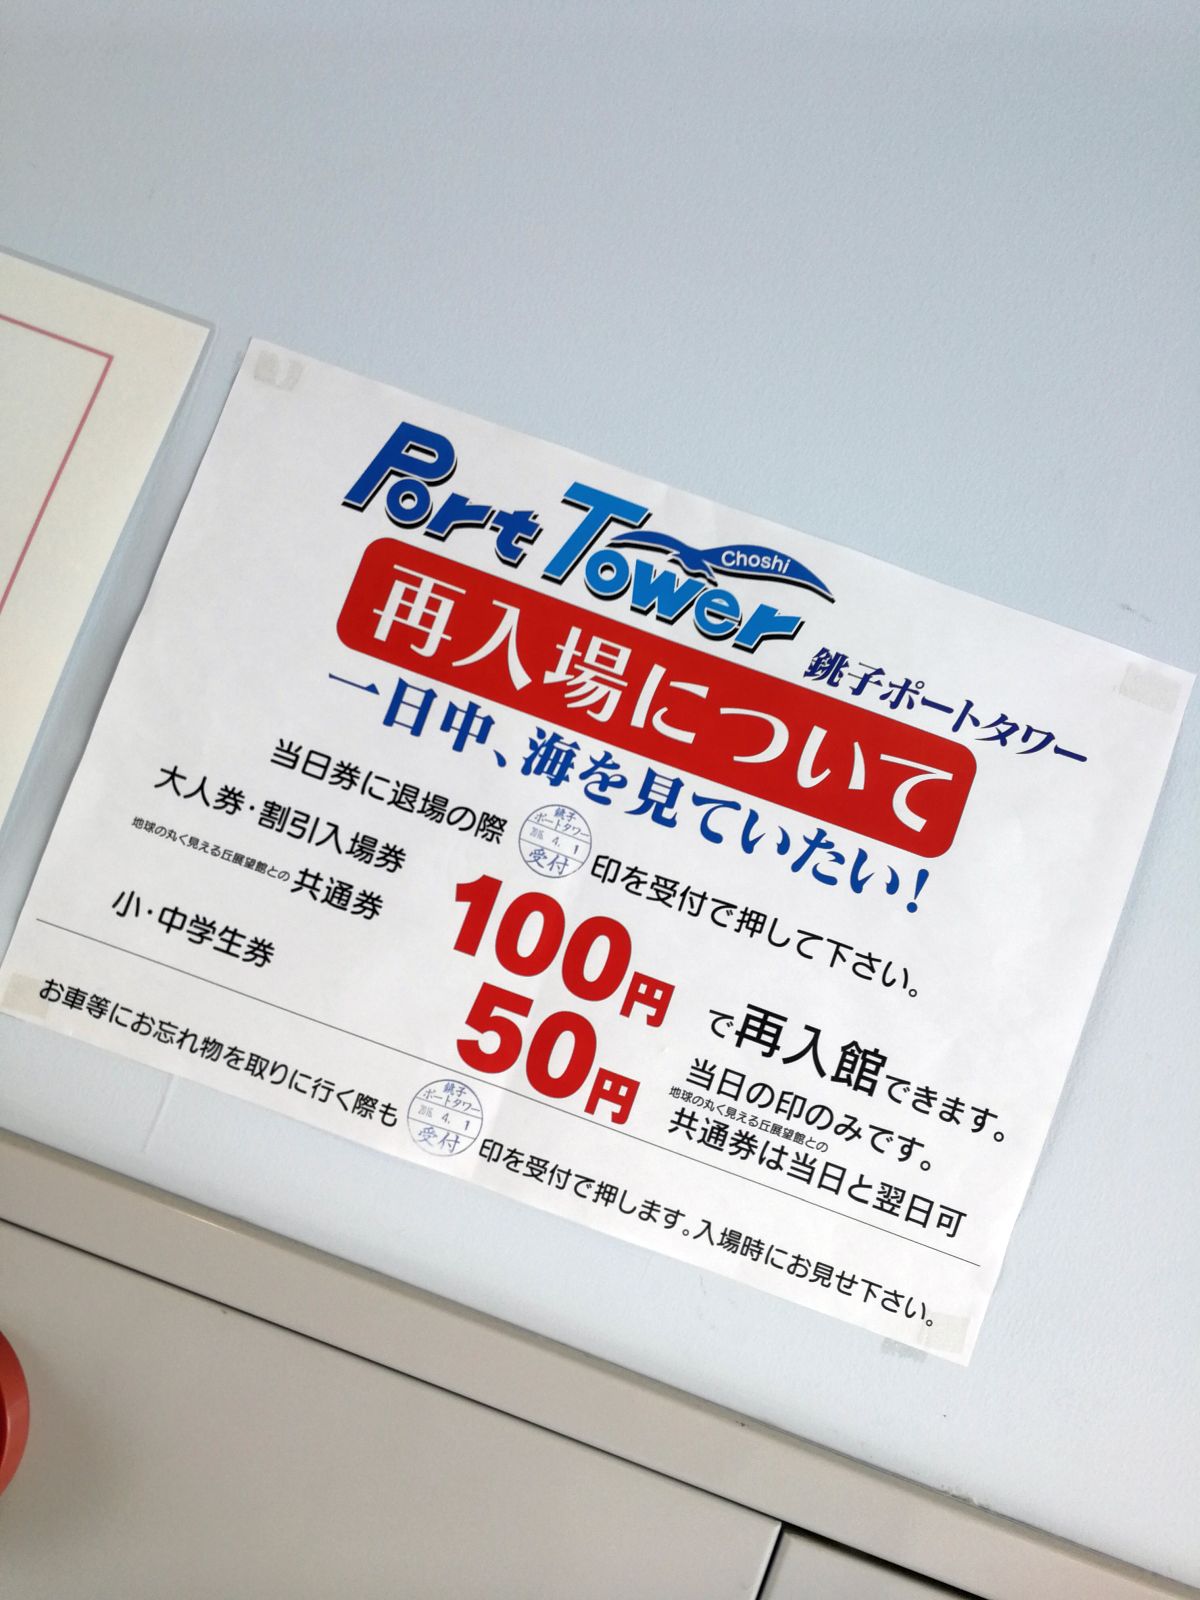 Port Tower
Choshi
銚子ポートタワー
再入場について
一日中、海を見ていたい!
当日券に退場の際 銚子 ポートタワー 2016. 4. 1 受付 印を受付で押して下さい。
大人券・割引入場券
地球の丸く見える丘展望館との 共通券
100円
で再入館できます。
小・中学生券
50円
当日の印のみです。
地球の丸く見える丘展望館との
共通券は当日と翌日可
お車等にお忘れ物を取りに行く際も 銚子 ポートタワー 2016. 4. 1 受付 印を受付で押します。入場時にお見せ下さい。